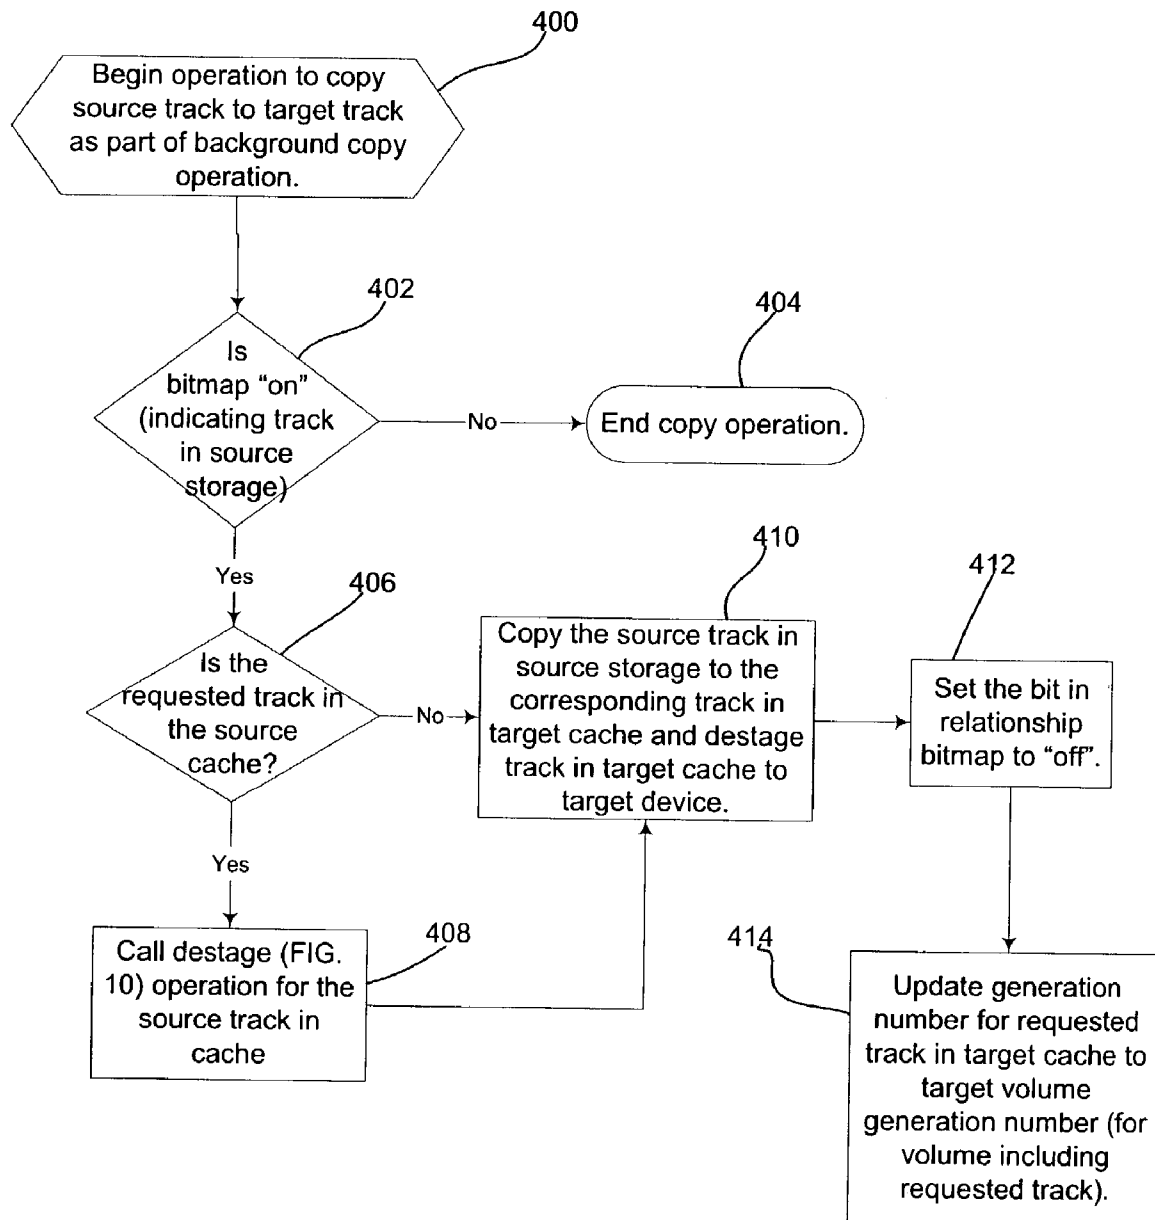 400
Begin operation to copy
source track to target track
as part of background copy
operation.
402
Is
bitmap “on”
(indicating track
in source
storage)
No
404
End copy operation.
Yes
406
Is the
requested track in
the source
cache?
No
410
Copy the source track in
source storage to the
corresponding track in
target cache and destage
track in target cache to
target device.
412
Set the bit in
relationship
bitmap to “off”.
Yes
408
Call destage (FIG.
10) operation for the
source track in
cache
414
Update generation
number for requested
track in target cache to
target volume
generation number (for
volume including
requested track).